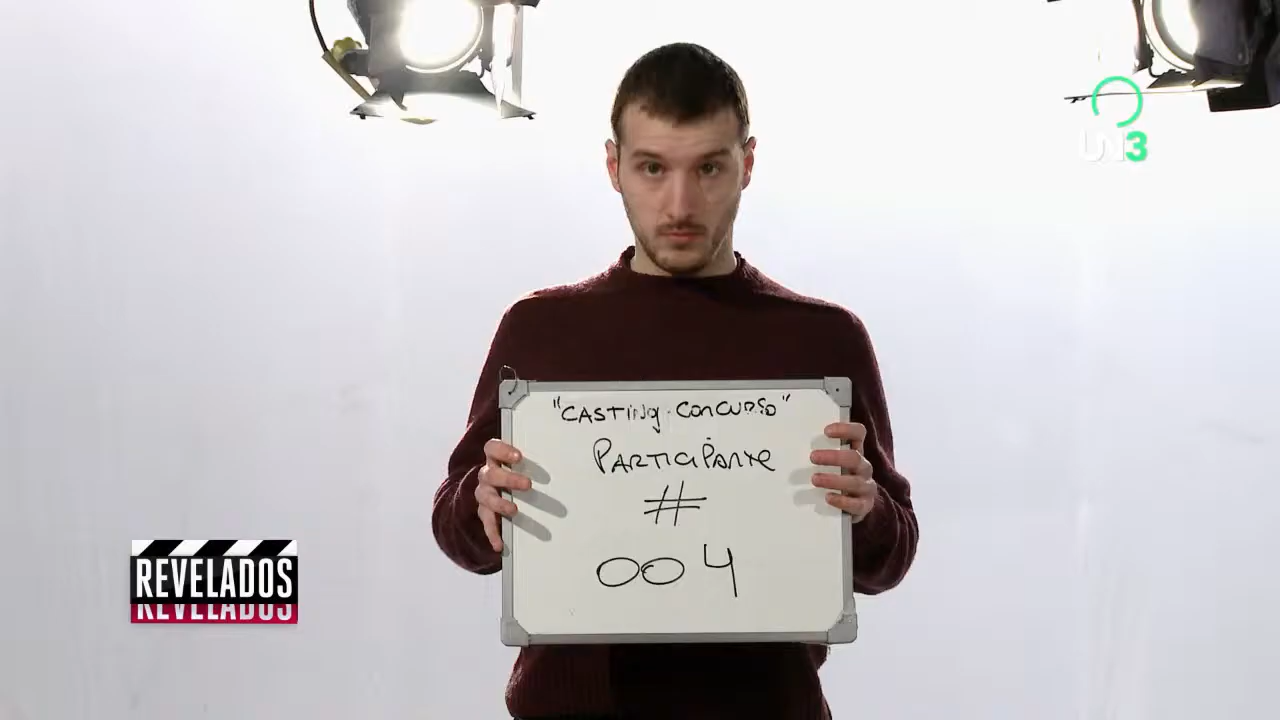 UN3
"CASTING CONCURSO"
PARTICIPANTE
#
004
REVELADOS
REVELADOS